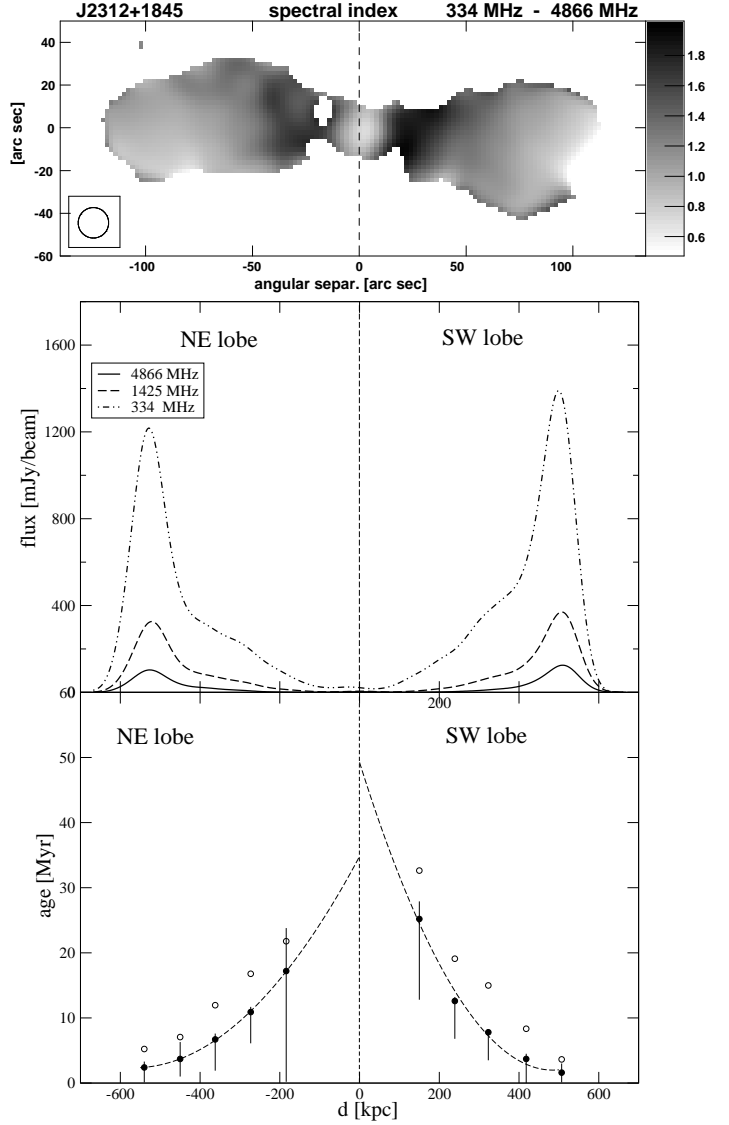 J2312+1845 spectral index 334 MHz - 4866 MHz
[arc sec]
40
20
0
-20
-40
-60
1.8
1.6
1.4
1.2
1.0
0.8
0.6
-100 -50 0 50 100
angular separ. [arc sec]
NE lobe SW lobe
4866 MHz
1425 MHz
334 MHz
flux [mJy/beam]
1600
1200
800
400
0
60
200
NE lobe SW lobe
age [Myr]
50
40
30
20
10
0
-600 -400 -200 0 200 400 600
d [kpc]